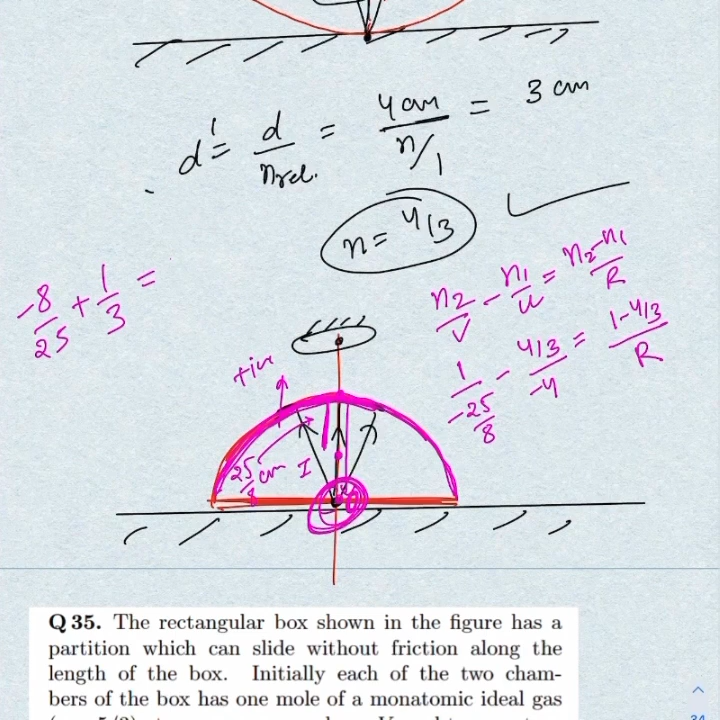 d' = d/n_rel. = 4cm/(n/1) = 3 cm
n = 4/3
-8/25 + 1/3 =
n2/v - n1/u = (n2-n1)/R
1/(-25/8) - (4/3)/(-4) = (1-4/3)/R
+ive
25/8 cm I
Q 35. The rectangular box shown in the figure has a
partition which can slide without friction along the
length of the box. Initially each of the two cham-
bers of the box has one mole of a monatomic ideal gas